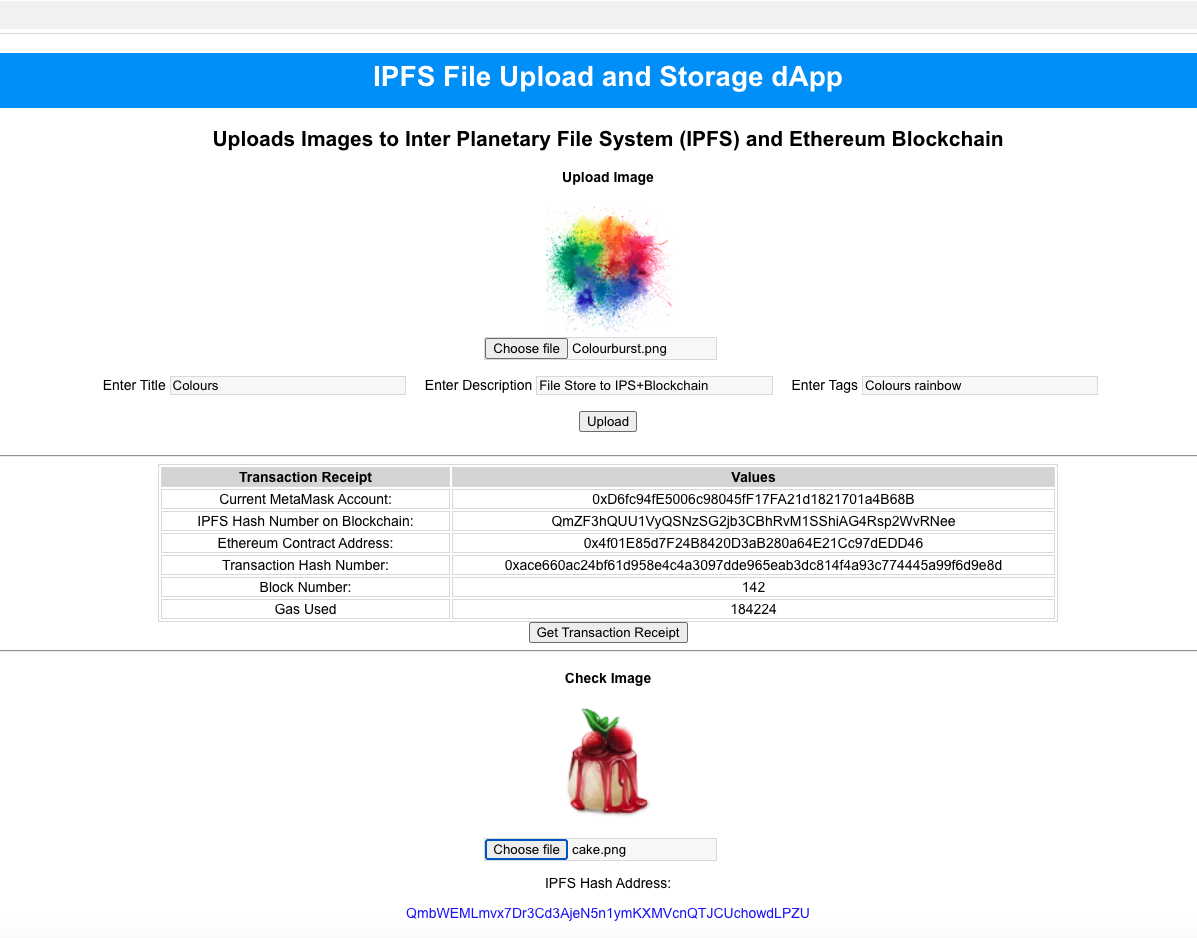 IPFS File Upload and Storage dApp
Uploads Images to Inter Planetary File System (IPFS) and Ethereum Blockchain
Upload Image
Choose file Colourburst.png
Enter Title Colours Enter Description File Store to IPS+Blockchain Enter Tags Colours rainbow
Upload
Transaction Receipt Values
Current MetaMask Account: 0xD6fc94fE5006c98045fF17FA21d1821701a4B68B
IPFS Hash Number on Blockchain: QmZF3hQUU1VyQSNzSG2jb3CBhRvM1SShiAG4Rsp2WvRNee
Ethereum Contract Address: 0x4f01E85d7F24B8420D3aB280a64E21Cc97dEDD46
Transaction Hash Number: 0xace660ac24bf61d958e4c4a3097dde965eab3dc814f4a93c774445a99f6d9e8d
Block Number: 142
Gas Used 184224
Get Transaction Receipt
Check Image
Choose file cake.png
IPFS Hash Address:
QmbWEMLmvx7Dr3Cd3AjeN5n1ymKXMVcnQTJCUchowdLPZU